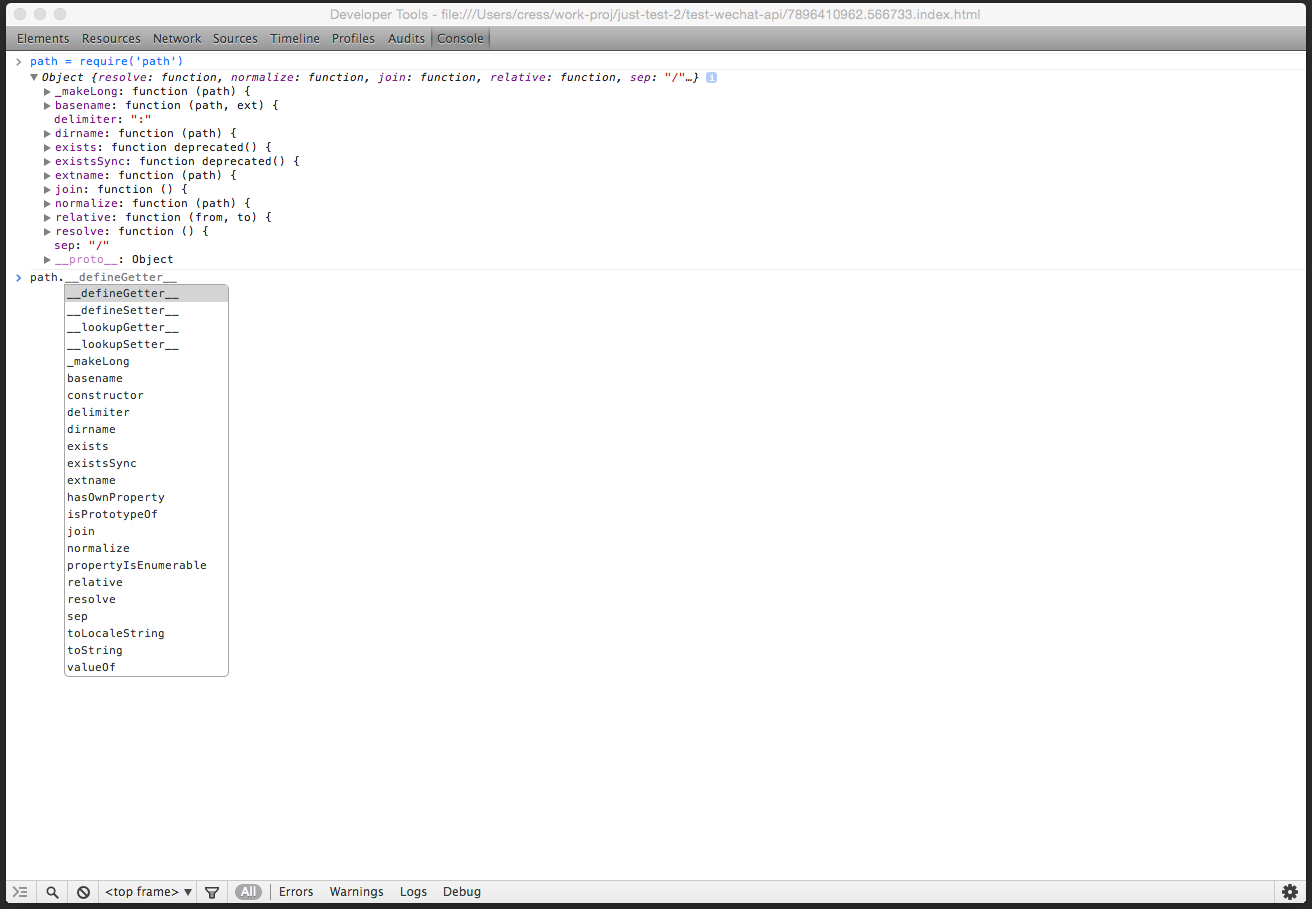 Developer Tools - file:///Users/cress/work-proj/just-test-2/test-wechat-api/7896410962.566733.index.html
Elements Resources Network Sources Timeline Profiles Audits Console
> path = require('path')
▼Object {resolve: function, normalize: function, join: function, relative: function, sep: "/"…} i
▶_makeLong: function (path) {
▶basename: function (path, ext) {
delimiter: ":"
▶dirname: function (path) {
▶exists: function deprecated() {
▶existsSync: function deprecated() {
▶extname: function (path) {
▶join: function () {
▶normalize: function (path) {
▶relative: function (from, to) {
▶resolve: function () {
sep: "/"
▶__proto__: Object
> path.__defineGetter__
__defineGetter__
__defineSetter__
__lookupGetter__
__lookupSetter__
_makeLong
basename
constructor
delimiter
dirname
exists
existsSync
extname
hasOwnProperty
isPrototypeOf
join
normalize
propertyIsEnumerable
relative
resolve
sep
toLocaleString
toString
valueOf
<top frame> ▼ All Errors Warnings Logs Debug